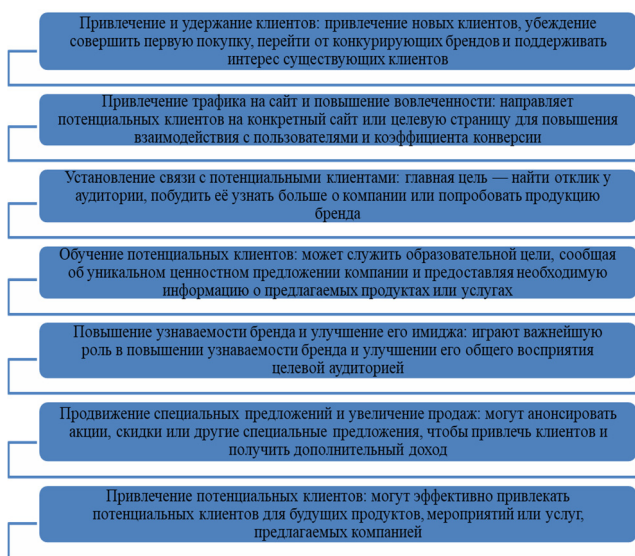 Привлечение и удержание клиентов: привлечение новых клиентов, убеждение
совершить первую покупку, перейти от конкурирующих брендов и поддерживать
интерес существующих клиентов
Привлечение трафика на сайт и повышение вовлеченности: направляет
потенциальных клиентов на конкретный сайт или целевую страницу для повышения
взаимодействия с пользователями и коэффициента конверсии
Установление связи с потенциальными клиентами: главная цель — найти отклик у
аудитории, побудить её узнать больше о компании или попробовать продукцию
бренда
Обучение потенциальных клиентов: может служить образовательной цели, сообщая
об уникальном ценностном предложении компании и предоставляя необходимую
информацию о предлагаемых продуктах или услугах
Повышение узнаваемости бренда и улучшение его имиджа: играют важнейшую
роль в повышении узнаваемости бренда и улучшении его общего восприятия
целевой аудиторией
Продвижение специальных предложений и увеличение продаж: могут анонсировать
акции, скидки или другие специальные предложения, чтобы привлечь клиентов и
получить дополнительный доход
Привлечение потенциальных клиентов: могут эффективно привлекать
потенциальных клиентов для будущих продуктов, мероприятий или услуг,
предлагаемых компанией